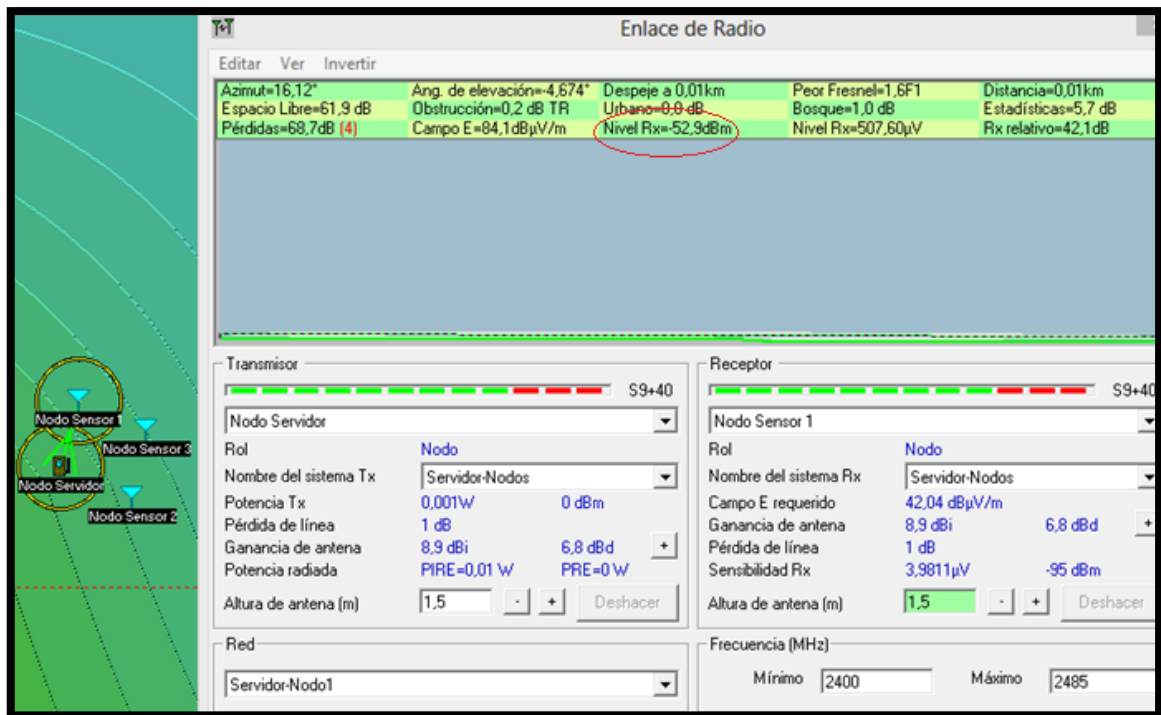 Enlace de Radio
Editar Ver Invertir
Azimut=16,12° Ang. de elevación=-4,674° Despeje a 0,01km Peor Fresnel=1,6F1 Distancia=0,01km
Espacio Libre=61,9 dB Obstrucción=0,2 dB TR Urbano=0,0 dB Bosque=1,0 dB Estadísticas=5,7 dB
Pérdidas=68,7dB (4) Campo E=84,1dBµV/m Nivel Rx=-52,9dBm Nivel Rx=507,60µV Rx relativo=42,1dB
Nodo Sensor 1
Nodo Sensor 3
Nodo Servidor
Nodo Sensor 2
Transmisor
S9+40
Nodo Servidor
Rol Nodo
Nombre del sistema Tx Servidor-Nodos
Potencia Tx 0,001W 0 dBm
Pérdida de línea 1 dB
Ganancia de antena 8,9 dBi 6,8 dBd +
Potencia radiada PIRE=0,01 W PRE=0 W
Altura de antena (m) 1,5 - + Deshacer
Receptor
S9+40
Nodo Sensor 1
Rol Nodo
Nombre del sistema Rx Servidor-Nodos
Campo E requerido 42,04 dBµV/m
Ganancia de antena 8,9 dBi 6,8 dBd +
Pérdida de línea 1 dB
Sensibilidad Rx 3,9811µV -95 dBm
Altura de antena (m) 1,5 - + Deshacer
Red
Servidor-Nodo1
Frecuencia (MHz)
Mínimo 2400 Máximo 2485